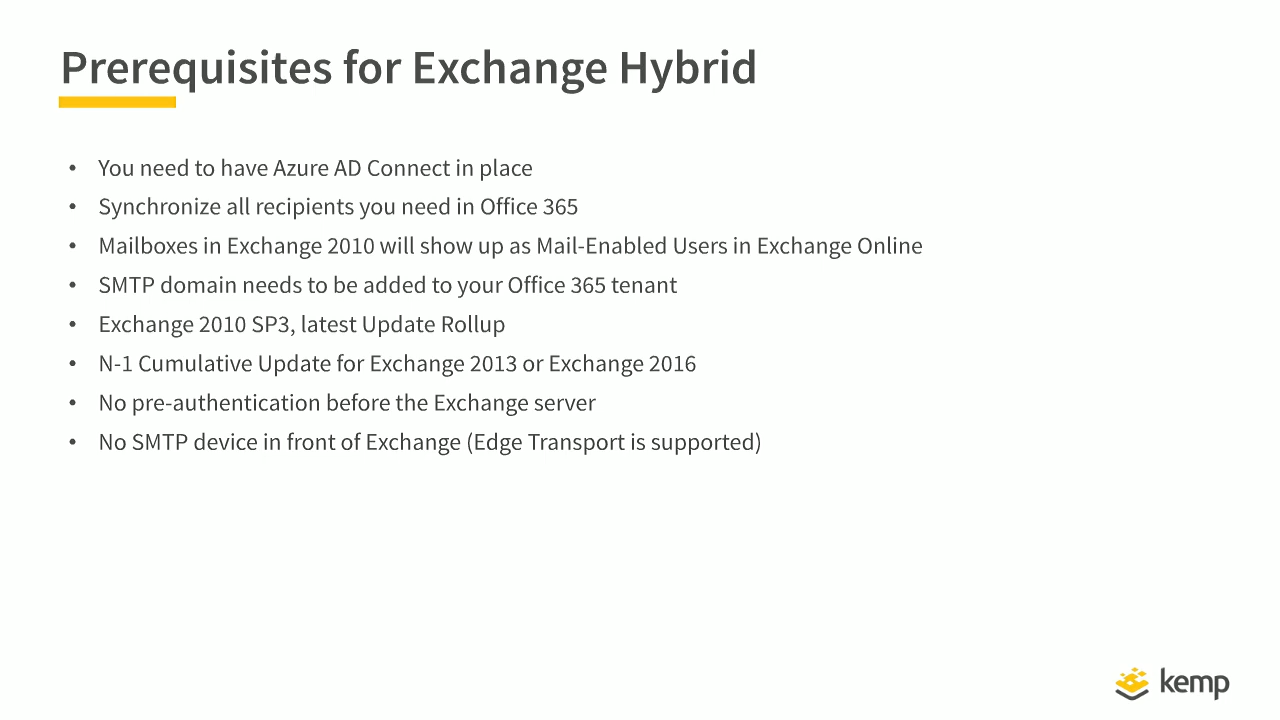 Prerequisites for Exchange Hybrid
• You need to have Azure AD Connect in place
• Synchronize all recipients you need in Office 365
• Mailboxes in Exchange 2010 will show up as Mail-Enabled Users in Exchange Online
• SMTP domain needs to be added to your Office 365 tenant
• Exchange 2010 SP3, latest Update Rollup
• N-1 Cumulative Update for Exchange 2013 or Exchange 2016
• No pre-authentication before the Exchange server
• No SMTP device in front of Exchange (Edge Transport is supported)
kemp